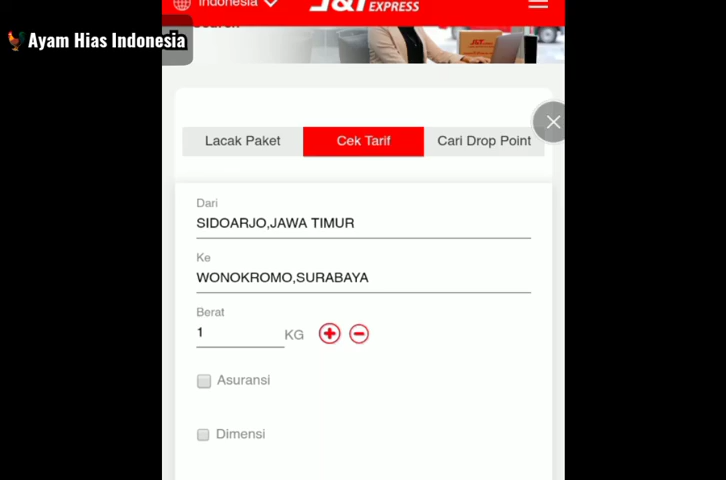 Indonesia
J&T EXPRESS
🐓Ayam Hias Indonesia
J&T
Lacak Paket
Cek Tarif
Cari Drop Point
Dari
SIDOARJO,JAWA TIMUR
Ke
WONOKROMO,SURABAYA
Berat
1
KG
Asuransi
Dimensi